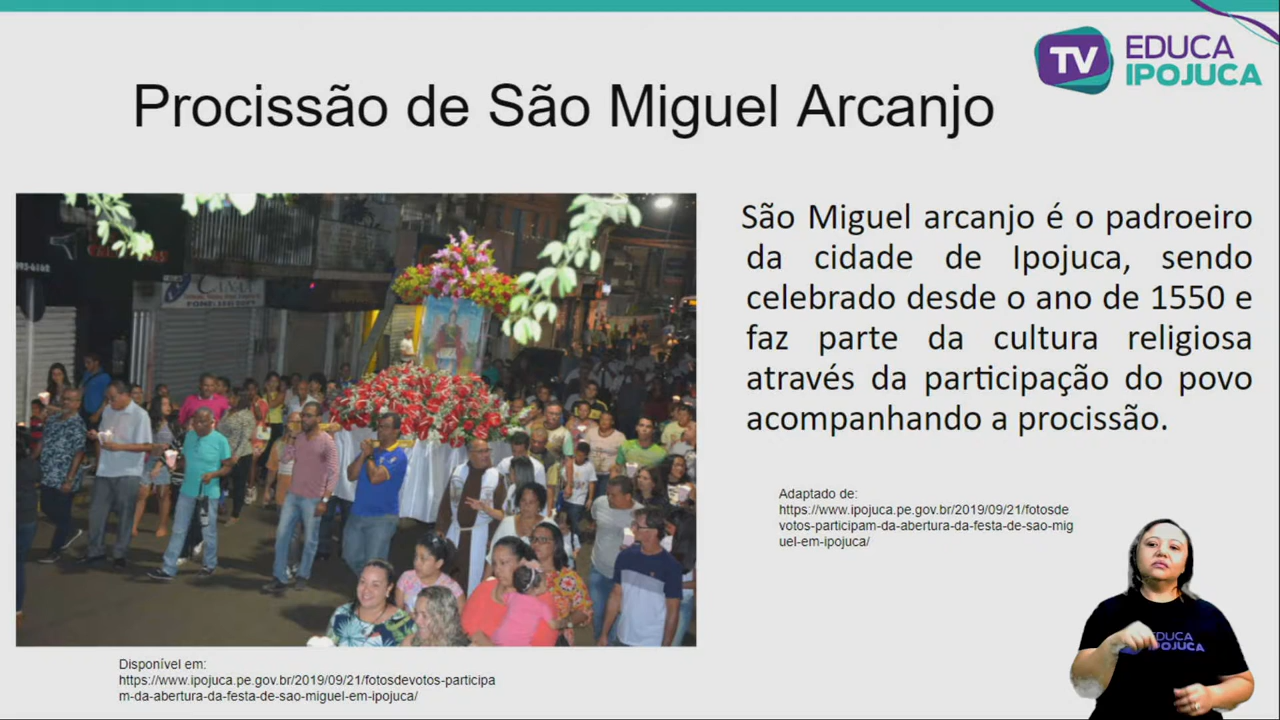 TV EDUCA
IPOJUCA
Procissão de São Miguel Arcanjo
São Miguel arcanjo é o padroeiro
da cidade de Ipojuca, sendo
celebrado desde o ano de 1550 e
faz parte da cultura religiosa
através da participação do povo
acompanhando a procissão.
Adaptado de:
https://www.ipojuca.pe.gov.br/2019/09/21/fotosde
votos-participam-da-abertura-da-festa-de-sao-mig
uel-em-ipojuca/
EDUCA
IPOJUCA
Disponível em:
https://www.ipojuca.pe.gov.br/2019/09/21/fotosdevotos-participa
m-da-abertura-da-festa-de-sao-miguel-em-ipojuca/